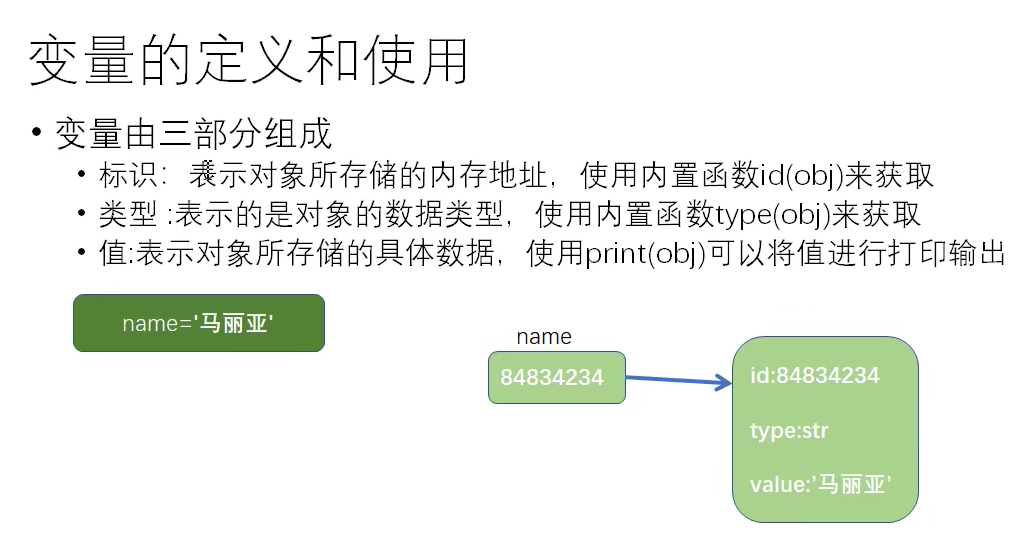 变量的定义和使用
• 变量由三部分组成
• 标识：表示对象所存储的内存地址，使用内置函数id(obj)来获取
• 类型 :表示的是对象的数据类型，使用内置函数type(obj)来获取
• 值:表示对象所存储的具体数据，使用print(obj)可以将值进行打印输出
name='马丽亚'
name
84834234
id:84834234
type:str
value:'马丽亚’